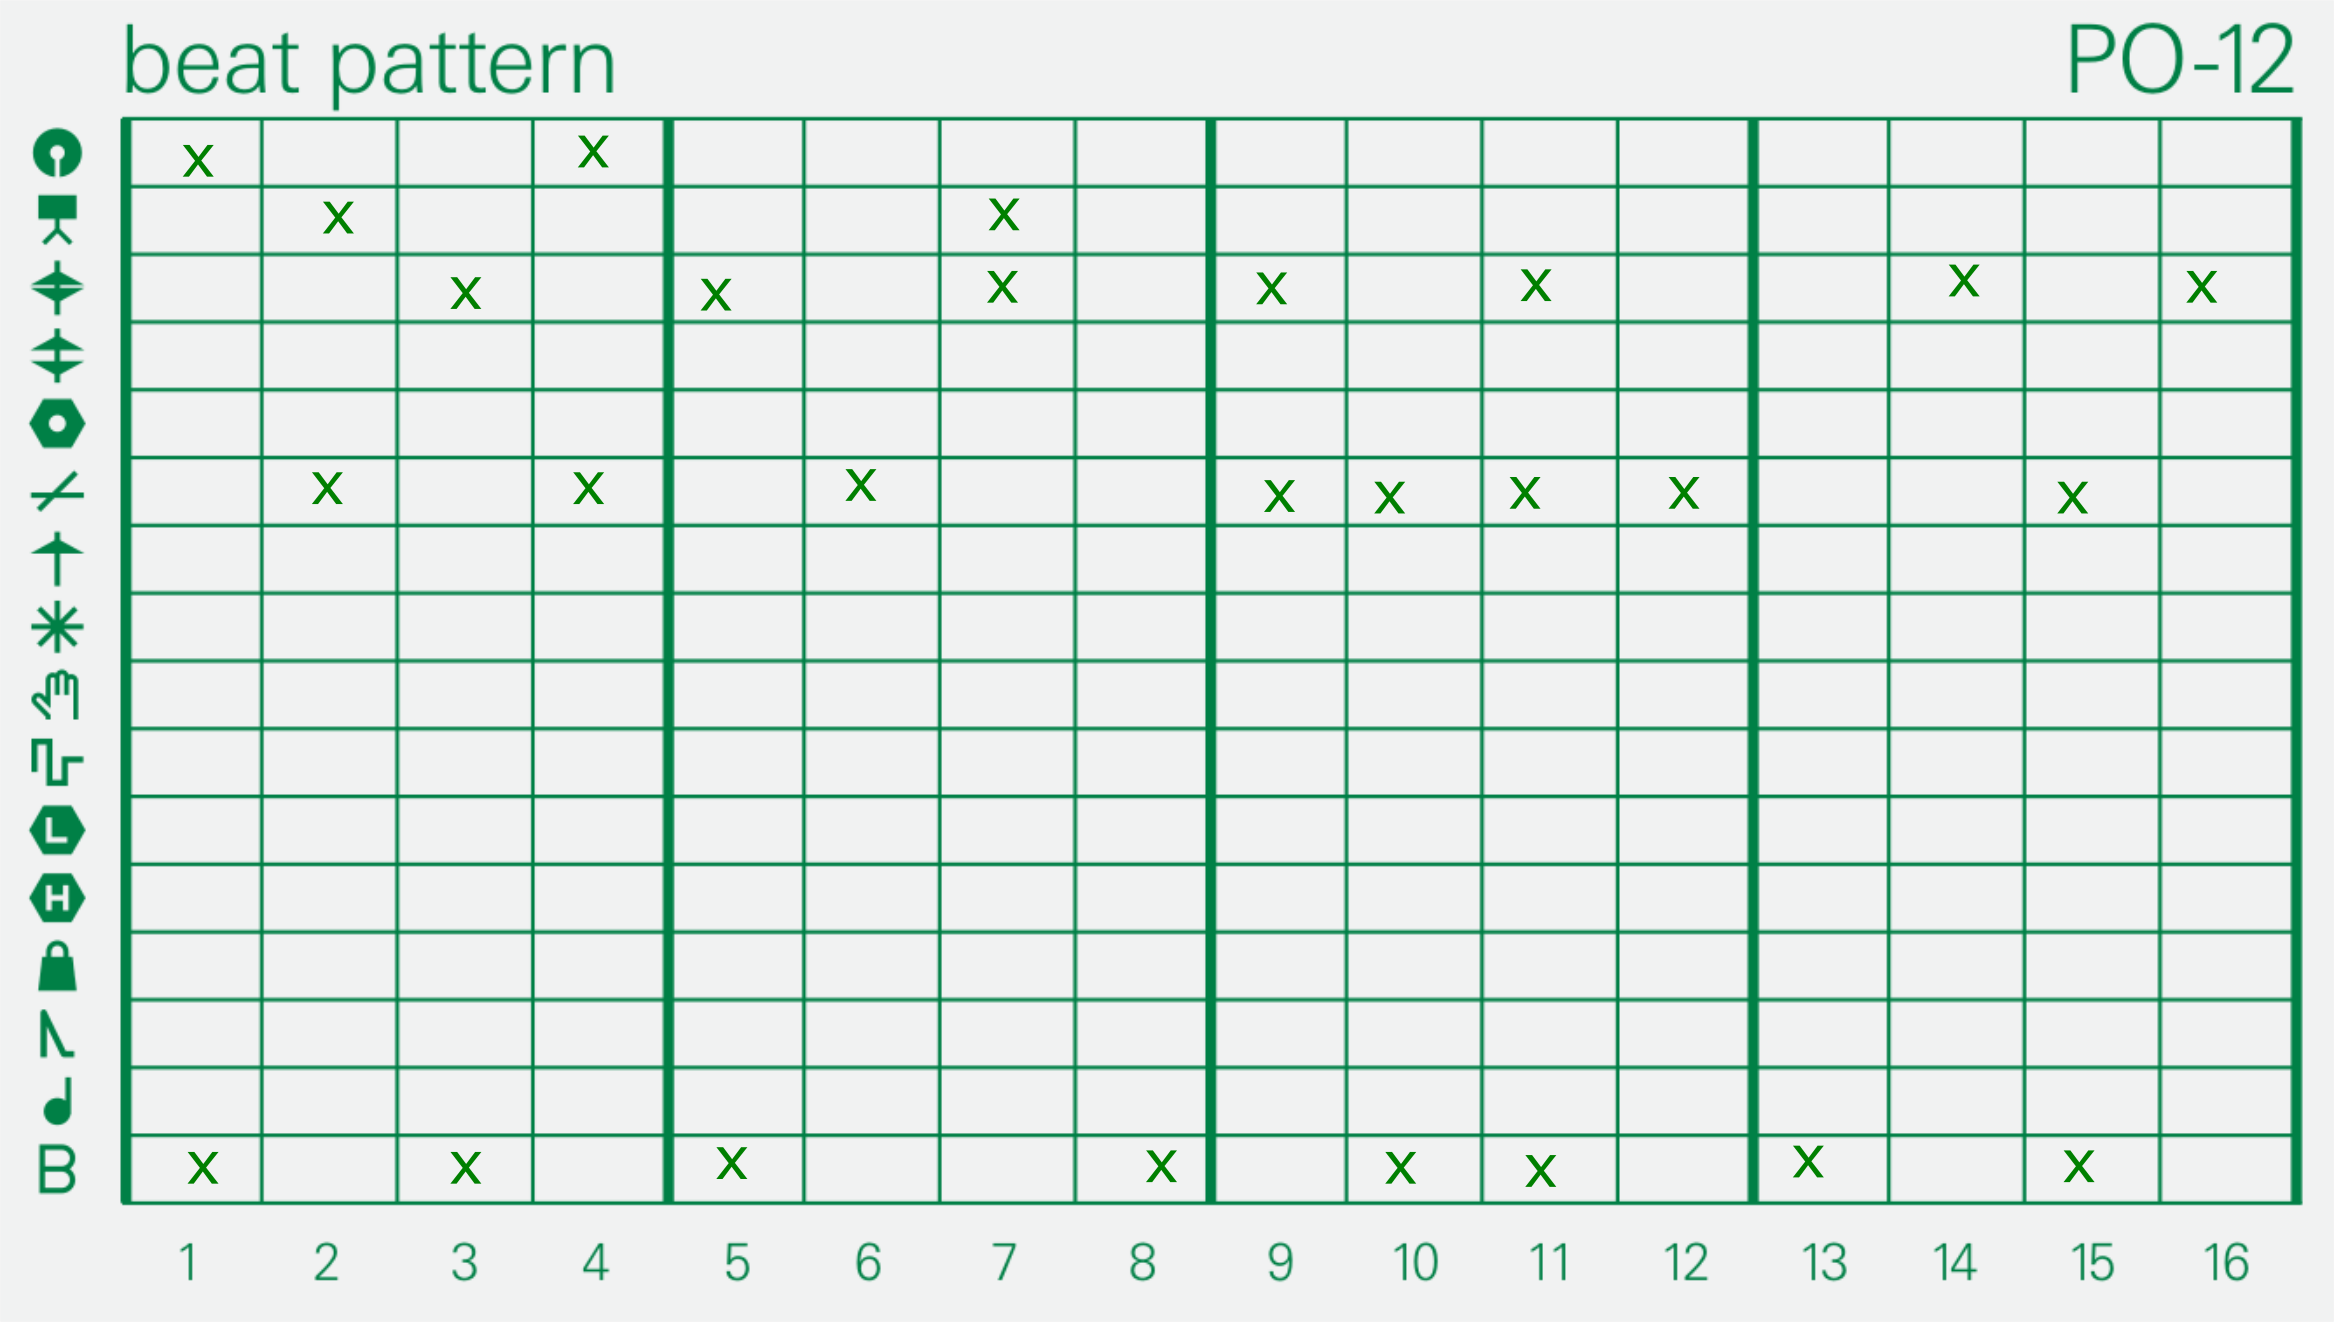 beat pattern PO-12
x x
x x
x x x x x x x
x x x x x x x x
L
H
B x x x x x x x x
1 2 3 4 5 6 7 8 9 10 11 12 13 14 15 16